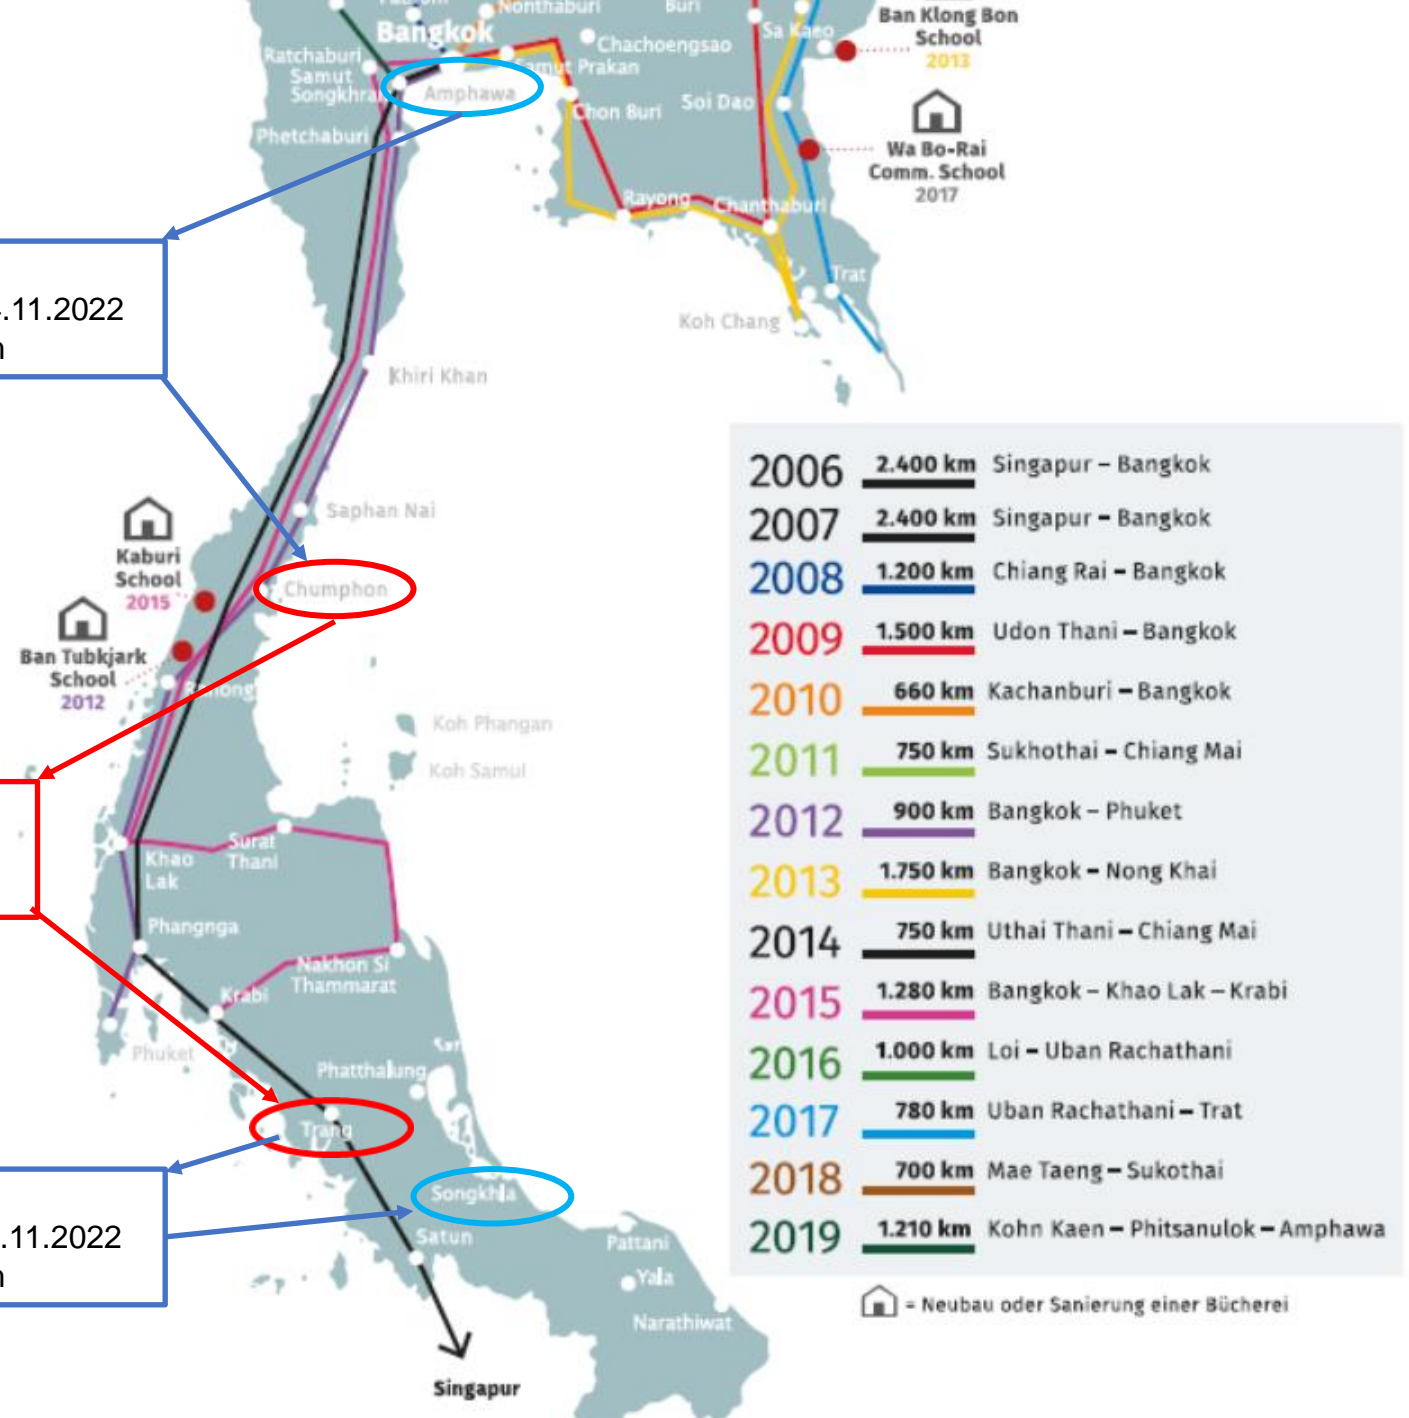 Nonthaburi
Buri
Bangkok
Ban Klong Bon
School
2013
Sa Kaeo
Chachoengsao
Ratchaburi
Samut
Songkhra
Samut Prakan
Amphawa
Chon Buri
Soi Dao
Phetchaburi
Wa Bo-Rai
Comm. School
2017
Rayong
Chanthaburi
Trat
Koh Chang
.11.2022
Khiri Khan
Saphan Nai
Kaburi
School
2015
Chumphon
Ban Tubkjark
School
2012
Ranong
Koh Phangan
Koh Samui
Surat
Thani
Khao
Lak
Phangnga
Nakhon Si
Thammarat
Krabi
Phuket
Phatthalung
Trang
Songkhla
.11.2022
Satun
Pattani
Yala
Narathiwat
Singapur
2006 2.400 km Singapur – Bangkok
2007 2.400 km Singapur – Bangkok
2008 1.200 km Chiang Rai – Bangkok
2009 1.500 km Udon Thani – Bangkok
2010 660 km Kachanburi – Bangkok
2011 750 km Sukhothai – Chiang Mai
2012 900 km Bangkok – Phuket
2013 1.750 km Bangkok – Nong Khai
2014 750 km Uthai Thani – Chiang Mai
2015 1.280 km Bangkok – Khao Lak – Krabi
2016 1.000 km Loi – Uban Rachathani
2017 780 km Uban Rachathani – Trat
2018 700 km Mae Taeng – Sukothai
2019 1.210 km Kohn Kaen – Phitsanulok – Amphawa
= Neubau oder Sanierung einer Bücherei